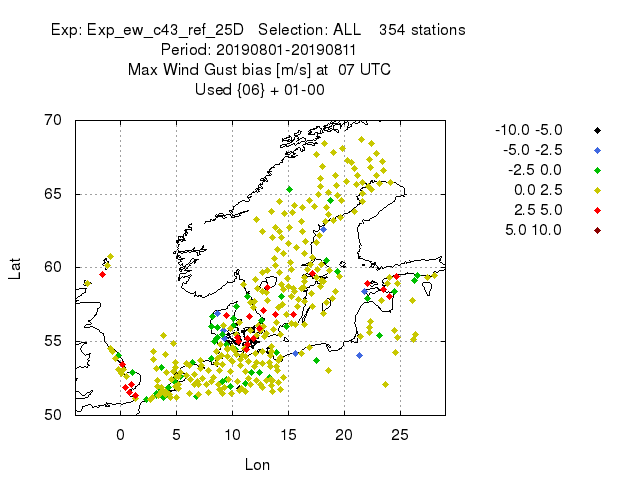 Exp: Exp_ew_c43_ref_25D   Selection: ALL    354 stations
Period: 20190801-20190811
Max Wind Gust bias [m/s] at  07 UTC
Used {06} + 01-00
-10.0 -5.0
-5.0 -2.5
-2.5 0.0
0.0 2.5
2.5 5.0
5.0 10.0
70
65
60
55
50
Lat
0 5 10 15 20 25
Lon